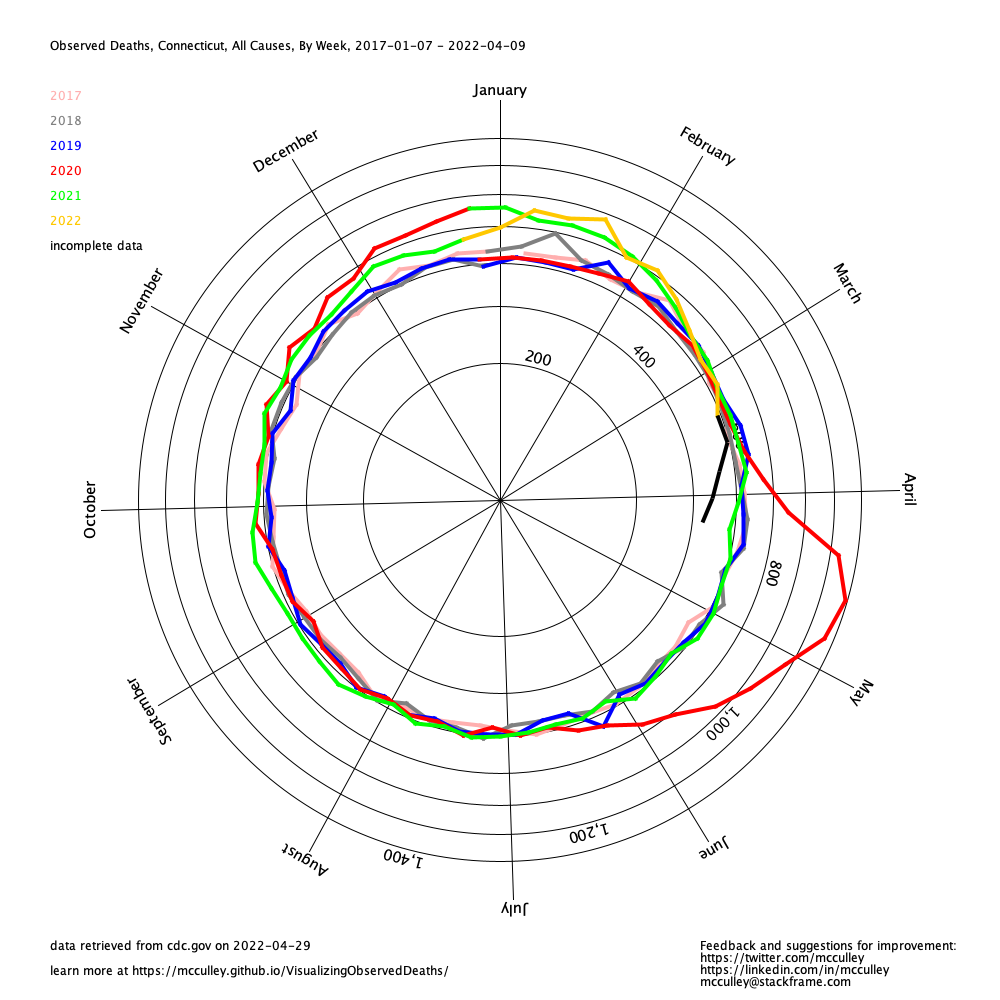 Observed Deaths, Connecticut, All Causes, By Week, 2017-01-07 - 2022-04-09
2017
2018
2019
2020
2021
2022
incomplete data
January
February
March
April
May
June
July
August
September
October
November
December
200
400
800
1,000
1,200
1,400
data retrieved from cdc.gov on 2022-04-29
learn more at https://mcculley.github.io/VisualizingObservedDeaths/
Feedback and suggestions for improvement:
https://twitter.com/mcculley
https://linkedin.com/in/mcculley
mcculley@stackframe.com